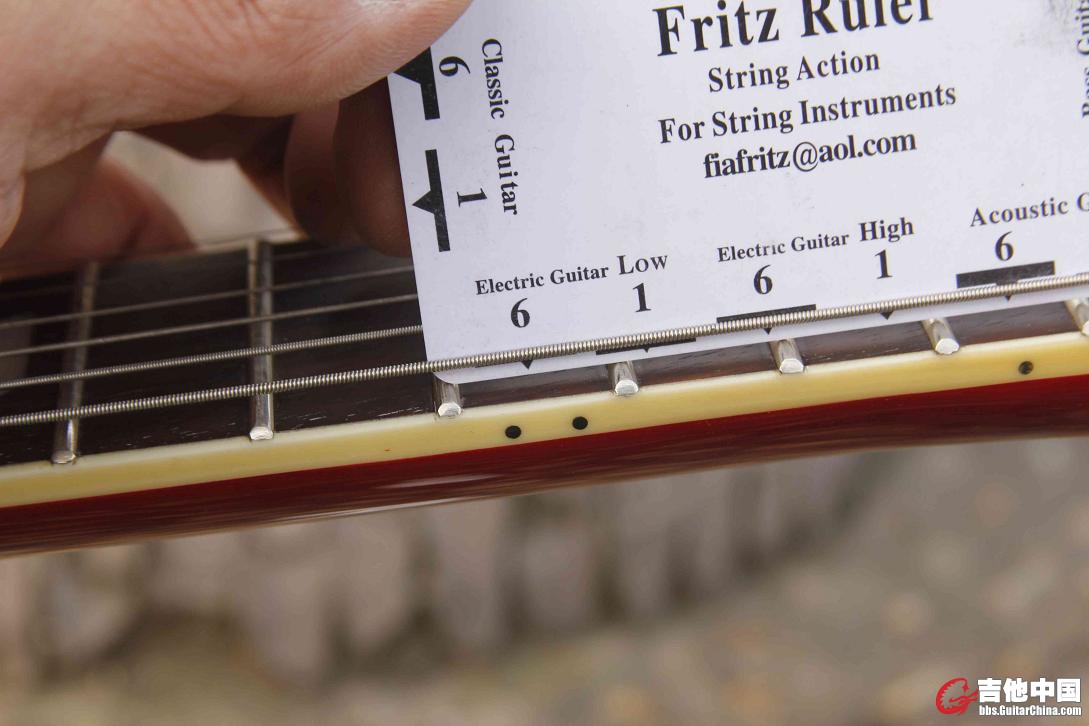 Fritz Ruler
String Action
For String Instruments
fiafritz@aol.com
Classic Guitar
6
1
Electric Guitar Low
6 1
Electric Guitar High
6 1
Acoustic G
6
吉他中国
bbs.GuitarChina.com